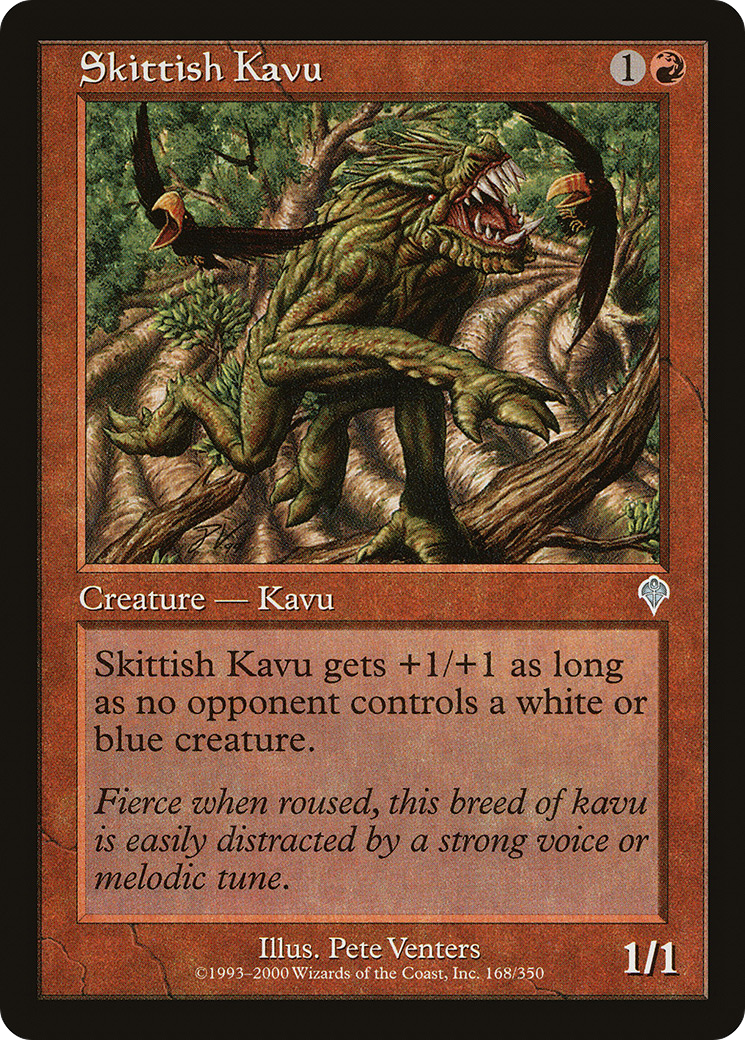 Skittish Kavu 1
Creature — Kavu
Skittish Kavu gets +1/+1 as long
as no opponent controls a white or
blue creature.
Fierce when roused, this breed of kavu
is easily distracted by a strong voice or
melodic tune.
Illus. Pete Venters
©1993–2000 Wizards of the Coast, Inc. 168/350
1/1